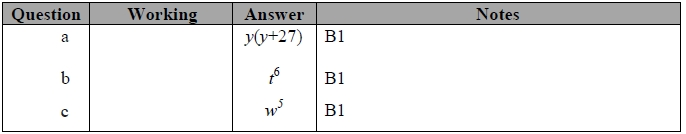 Question Working Answer Notes
a y(y+27) B1
b t⁶ B1
c w⁵ B1